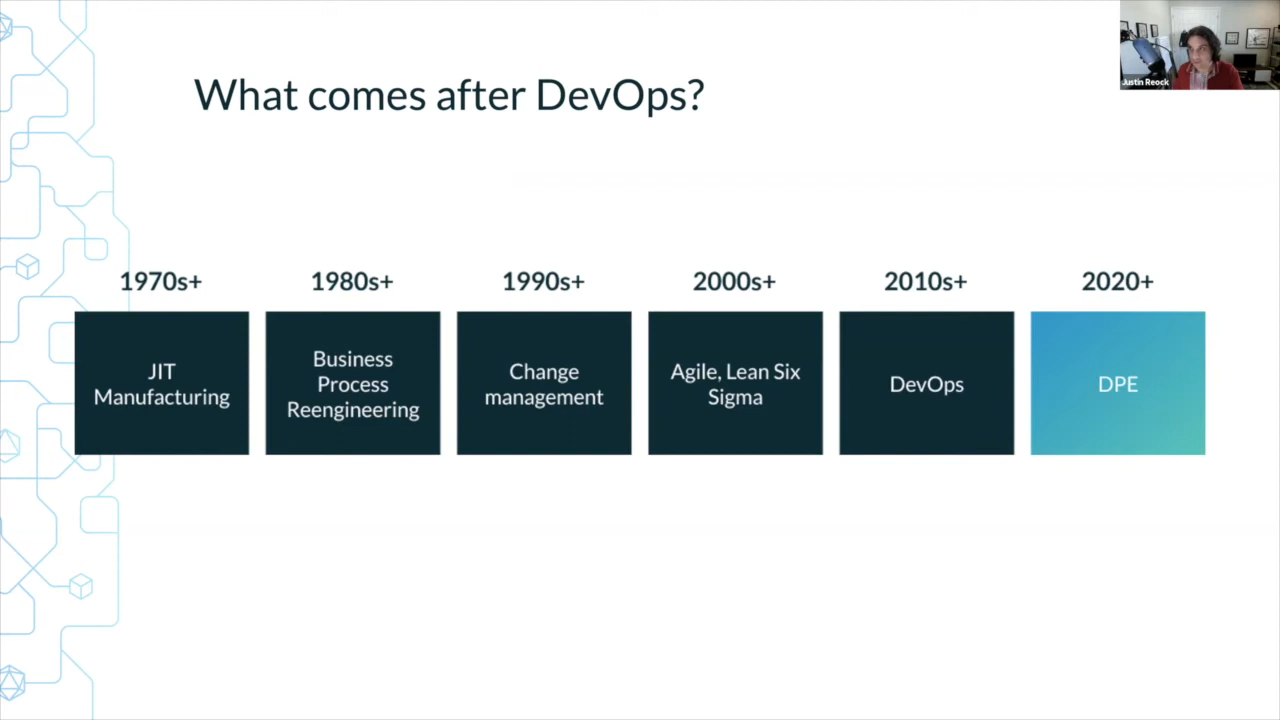 Justin Reock
What comes after DevOps?
1970s+
1980s+
1990s+
2000s+
2010s+
2020+
JIT
Manufacturing
Business
Process
Reengineering
Change
management
Agile, Lean Six
Sigma
DevOps
DPE